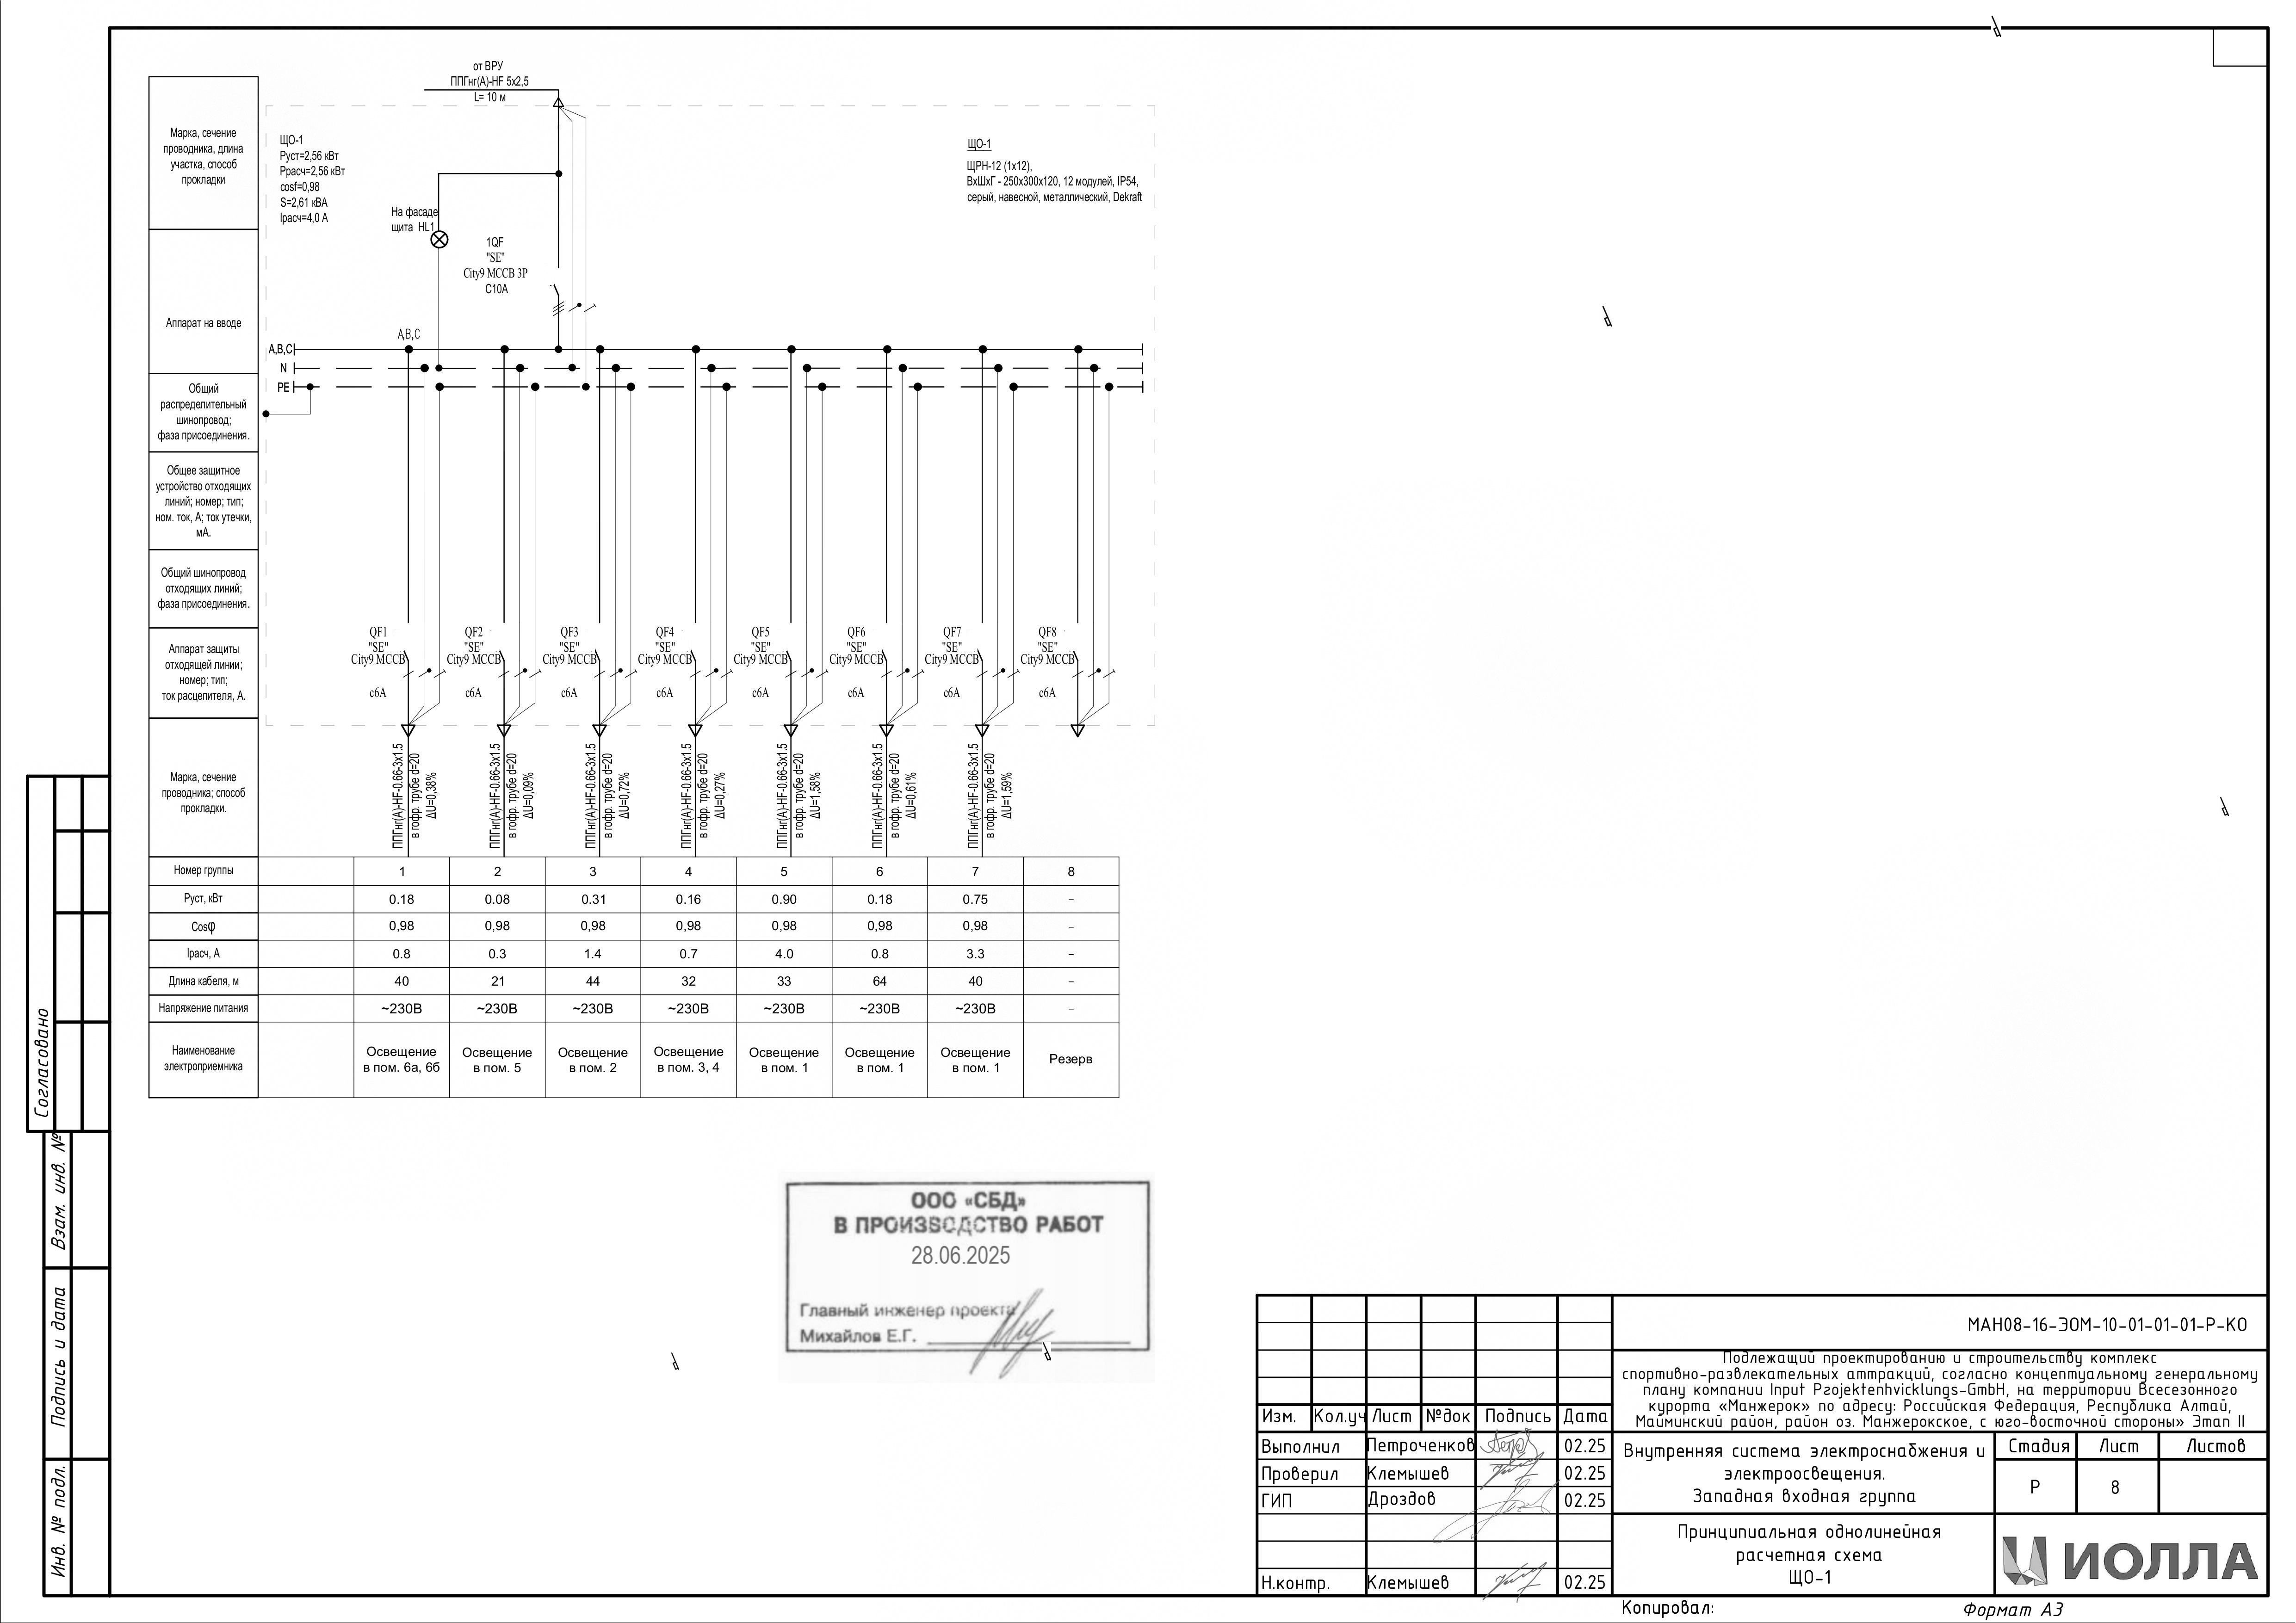 от ВРУ
ППГнг(А)-HF 5х2,5
L= 10 м
Марка, сечение
проводника, длина
участка, способ
прокладки
ЩО-1
Руст=2,56 кВт
Ррасч=2,56 кВт
cosf=0,98
S=2,61 кВА
Iрасч=4,0 А
ЩО-1
ЩРН-12 (1х12),
ВхШхГ - 250х300х120, 12 модулей, IP54,
серый, навесной, металлический, Dekraft
На фасаде
щита HL1
1QF
"SE"
City9 MCCB 3P
C10A
Аппарат на вводе
A,B,C
A,B,C
N
PE
Общий
распределительный
шинопровод;
фаза присоединения.
Общее защитное
устройство отходящих
линий; номер; тип;
ном. ток, А; ток утечки,
мА.
Общий шинопровод
отходящих линий;
фаза присоединения.
Аппарат защиты
отходящей линии;
номер; тип;
ток расцепителя, А.
QF1 QF2 QF3 QF4 QF5 QF6 QF7 QF8
"SE" "SE" "SE" "SE" "SE" "SE" "SE" "SE"
City9 MCCB City9 MCCB City9 MCCB City9 MCCB City9 MCCB City9 MCCB City9 MCCB City9 MCCB
c6A c6A c6A c6A c6A c6A c6A c6A
Марка, сечение
проводника; способ
прокладки.
ППГнг(А)-HF-0.66-3х1.5
в гофр. трубе d=20
ΔU=0,38%
ППГнг(А)-HF-0.66-3х1.5
в гофр. трубе d=20
ΔU=0,09%
ППГнг(А)-HF-0.66-3х1.5
в гофр. трубе d=20
ΔU=0,72%
ППГнг(А)-HF-0.66-3х1.5
в гофр. трубе d=20
ΔU=0,27%
ППГнг(А)-HF-0.66-3х1.5
в гофр. трубе d=20
ΔU=1,58%
ППГнг(А)-HF-0.66-3х1.5
в гофр. трубе d=20
ΔU=0,61%
ППГнг(А)-HF-0.66-3х1.5
в гофр. трубе d=20
ΔU=1,59%
Номер группы 1 2 3 4 5 6 7 8
Руст, кВт 0.18 0.08 0.31 0.16 0.90 0.18 0.75 –
Cosφ 0,98 0,98 0,98 0,98 0,98 0,98 0,98 –
Iрасч, А 0.8 0.3 1.4 0.7 4.0 0.8 3.3 –
Длина кабеля, м 40 21 44 32 33 64 40 –
Напряжение питания ~230В ~230В ~230В ~230В ~230В ~230В ~230В –
Наименование
электроприемника
Освещение
в пом. 6а, 6б
Освещение
в пом. 5
Освещение
в пом. 2
Освещение
в пом. 3, 4
Освещение
в пом. 1
Освещение
в пом. 1
Освещение
в пом. 1
Резерв
Согласовано
Взам. инв. №
Подпись и дата
Инв. № подл.
ООО «СБД»
В ПРОИЗВОДСТВО РАБОТ
28.06.2025
Главный инженер проекта
Михайлов Е.Г.
МАН08-16-ЭОМ-10-01-01-01-Р-КО
Подлежащий проектированию и строительству комплекс
спортивно-развлекательных аттракций, согласно концептуальному генеральному
плану компании Input Projektenhvicklungs-GmbH, на территории Всесезонного
курорта «Манжерок» по адресу: Российская Федерация, Республика Алтай,
Майминский район, район оз. Манжерокское, с юго-восточной стороны» Этап II
Изм. Кол.уч Лист №док Подпись Дата
Выполнил Петроченков 02.25
Проверил Клемышев 02.25
ГИП Дроздов 02.25
Н.контр. Клемышев 02.25
Внутренняя система электроснабжения и
электроосвещения.
Западная входная группа
Стадия Лист Листов
Р 8
Принципиальная однолинейная
расчетная схема
ЩО-1
ИОЛЛА
Копировал:
Формат А3